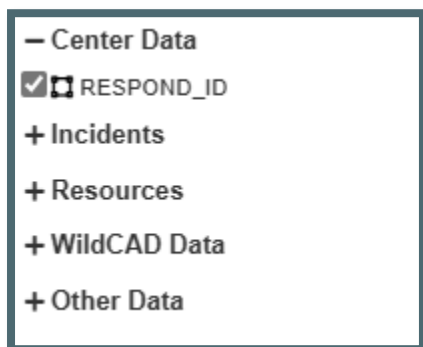 − Center Data
RESPOND_ID
+ Incidents
+ Resources
+ WildCAD Data
+ Other Data